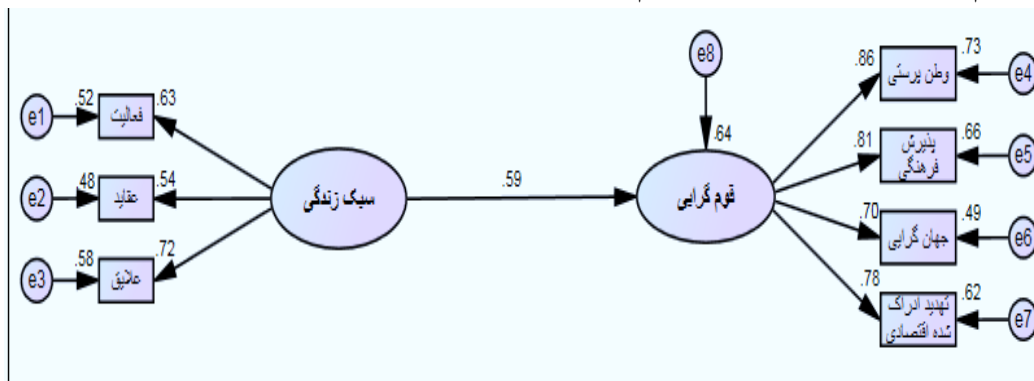 e8
.86
.73
وطن پرستی
e4
.52
.63
e1
فعالیت
.64
.81
.66
پذیرش
فرهنگی
e5
.48
.54
e2
عقاید
سبک زندگی
.59
قوم گرایی
.70
.49
جهان گرایی
e6
.58
.72
e3
علایق
.78
.62
تهدید ادراک
شده اقتصادی
e7